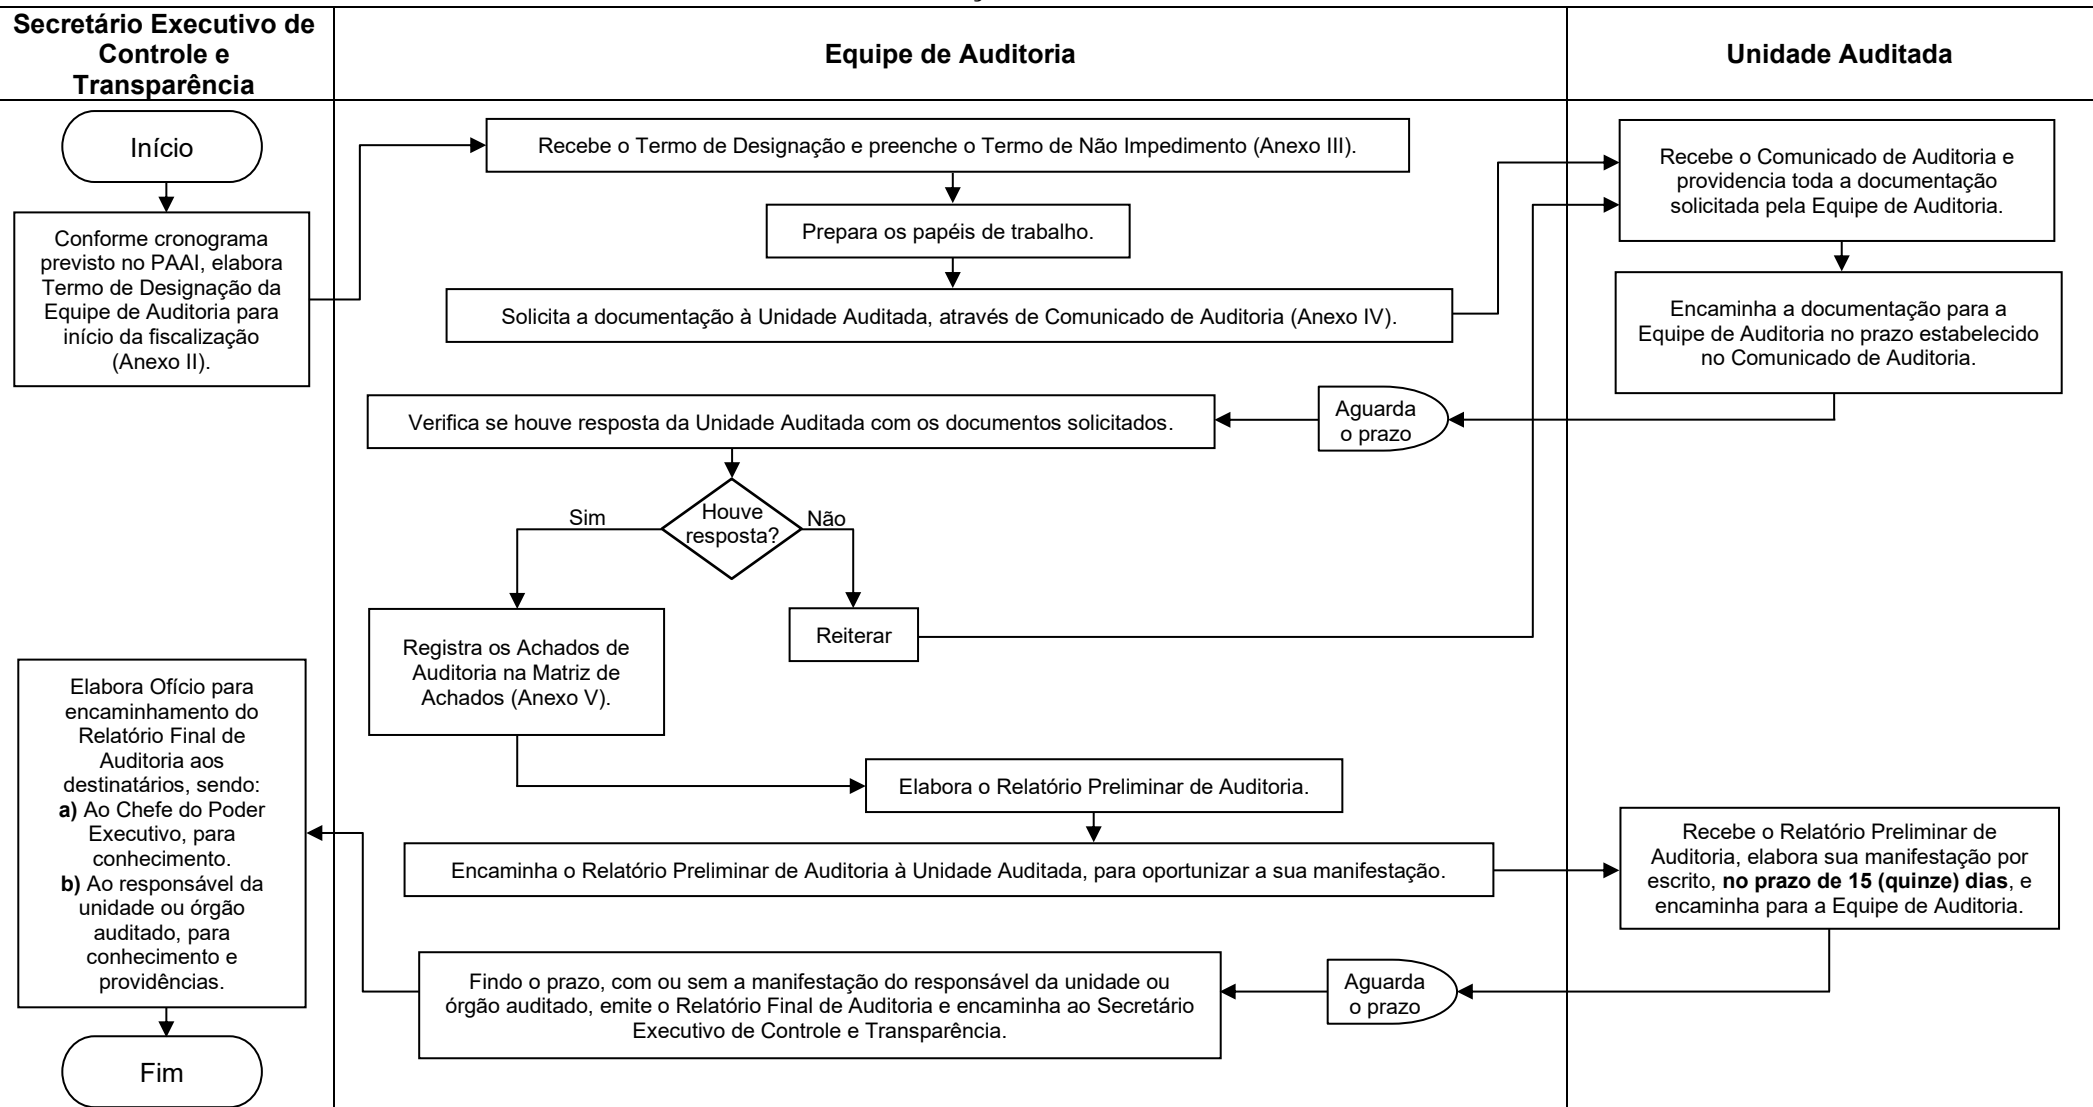 Secretário Executivo de
Controle e
Transparência
Equipe de Auditoria
Unidade Auditada
Início
Conforme cronograma
previsto no PAAI, elabora
Termo de Designação da
Equipe de Auditoria para
início da fiscalização
(Anexo II).
Recebe o Termo de Designação e preenche o Termo de Não Impedimento (Anexo III).
Prepara os papéis de trabalho.
Solicita a documentação à Unidade Auditada, através de Comunicado de Auditoria (Anexo IV).
Recebe o Comunicado de Auditoria e
providencia toda a documentação
solicitada pela Equipe de Auditoria.
Encaminha a documentação para a
Equipe de Auditoria no prazo estabelecido
no Comunicado de Auditoria.
Aguarda
o prazo
Verifica se houve resposta da Unidade Auditada com os documentos solicitados.
Houve
resposta?
Sim
Não
Reiterar
Registra os Achados de
Auditoria na Matriz de
Achados (Anexo V).
Elabora o Relatório Preliminar de Auditoria.
Encaminha o Relatório Preliminar de Auditoria à Unidade Auditada, para oportunizar a sua manifestação.
Recebe o Relatório Preliminar de
Auditoria, elabora sua manifestação por
escrito, no prazo de 15 (quinze) dias, e
encaminha para a Equipe de Auditoria.
Aguarda
o prazo
Findo o prazo, com ou sem a manifestação do responsável da unidade ou
órgão auditado, emite o Relatório Final de Auditoria e encaminha ao Secretário
Executivo de Controle e Transparência.
Elabora Ofício para
encaminhamento do
Relatório Final de
Auditoria aos
destinatários, sendo:
a) Ao Chefe do Poder
Executivo, para
conhecimento.
b) Ao responsável da
unidade ou órgão
auditado, para
conhecimento e
providências.
Fim